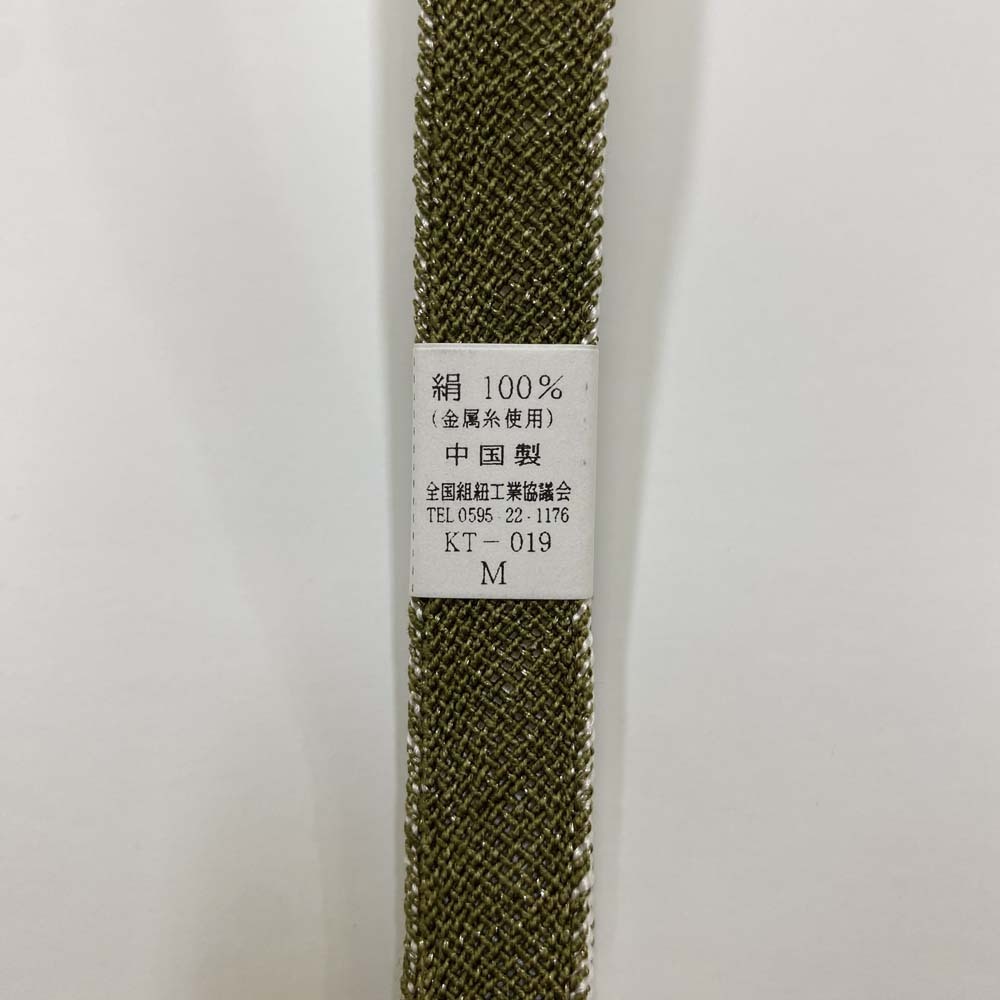 絹 100%
(金属糸使用)
中国製
全国組紐工業協議会
TEL 0595-22-1176
KT-019
M